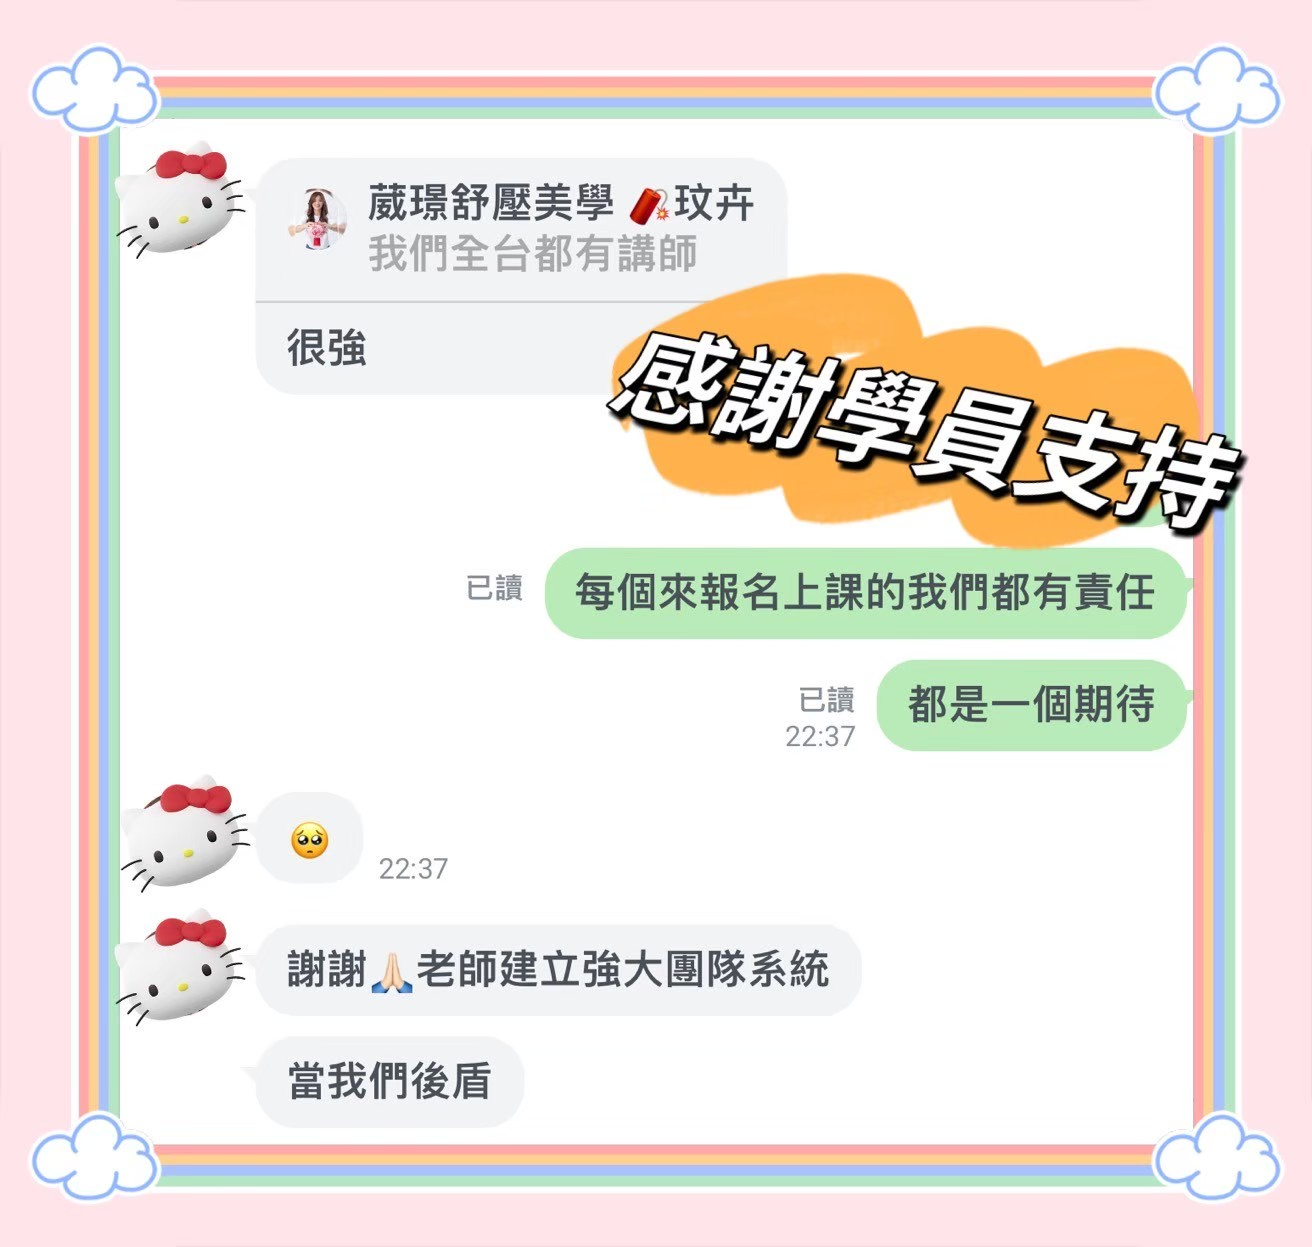 葳璟舒壓美學 🧨玟卉
我們全台都有講師
很強
感謝學員支持
已讀
每個來報名上課的我們都有責任
已讀
22:37
都是一個期待
🥺
22:37
謝謝🙏🏻老師建立強大團隊系統
當我們後盾